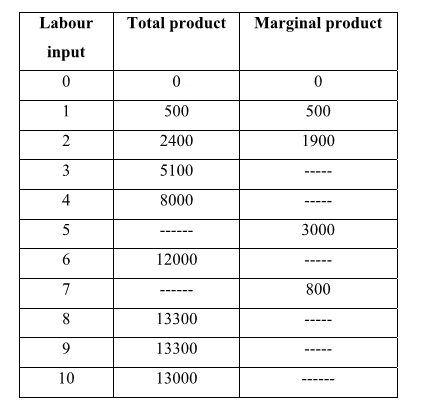 Labour input Total product Marginal product
0 0 0
1 500 500
2 2400 1900
3 5100 -----
4 8000 -----
5 ------ 3000
6 12000 -----
7 ------ 800
8 13300 -----
9 13300 -----
10 13000 ------